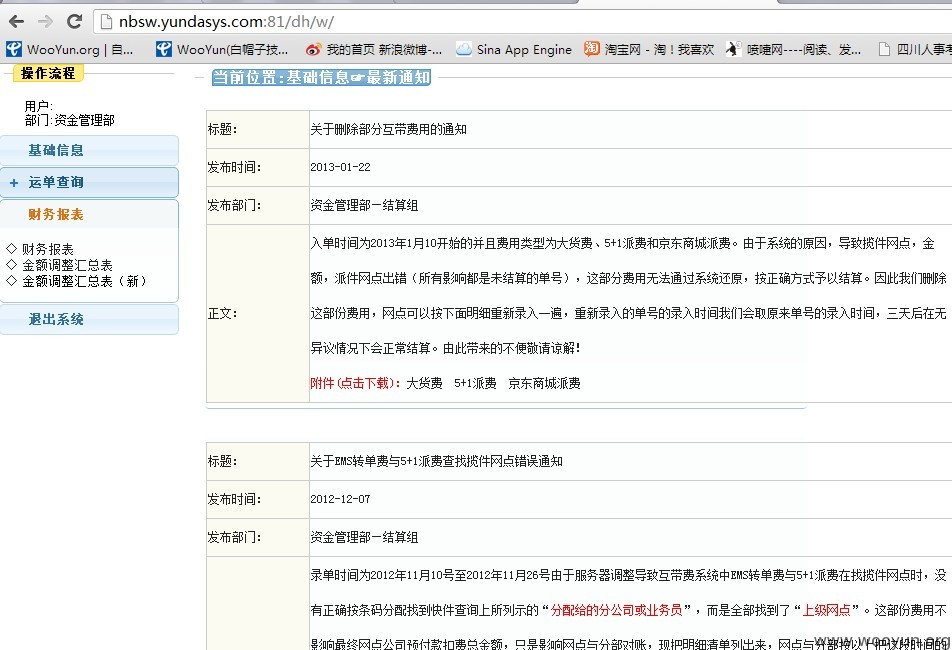 nbsw.yundasys.com:81/dh/w/
WooYun.org | 自... WooYun(白帽子技... 我的首页 新浪微博-... Sina App Engine 淘宝网 - 淘！我喜欢 喷嚏网----阅读、发... 四川人事考
操作流程
用户:
部门:资金管理部
基础信息
+ 运单查询
财务报表
◇ 财务报表
◇ 金额调整汇总表
◇ 金额调整汇总表（新）
退出系统
当前位置:基础信息☞最新通知
标题: 关于删除部分互带费用的通知
发布时间: 2013-01-22
发布部门: 资金管理部—结算组
正文:
入单时间为2013年1月10开始的并且费用类型为大货费、5+1派费和京东商城派费。由于系统的原因，导致揽件网点，金
额，派件网点出错（所有影响都是未结算的单号），这部分费用无法通过系统还原，按正确方式予以结算。因此我们删除
这部份费用，网点可以按下面明细重新录入一遍，重新录入的单号的录入时间我们会取原来单号的录入时间，三天后在无
异议情况下会正常结算。由此带来的不便敬请谅解！
附件(点击下载): 大货费 5+1派费 京东商城派费
标题: 关于EMS转单费与5+1派费查找揽件网点错误通知
发布时间: 2012-12-07
发布部门: 资金管理部—结算组
录单时间为2012年11月10号至2012年11月26号由于服务器调整导致互带费系统中EMS转单费与5+1派费在找揽件网点时，没
有正确按条码分配找到快件查询上所列示的“分配给的分公司或业务员”，而是全部找到了“上级网点”。这部份费用不
影响最终网点公司预付款扣费总金额，只是影响网点与分部对账，现把明细清单列出来，网点与分部按以
www.wooyun.org